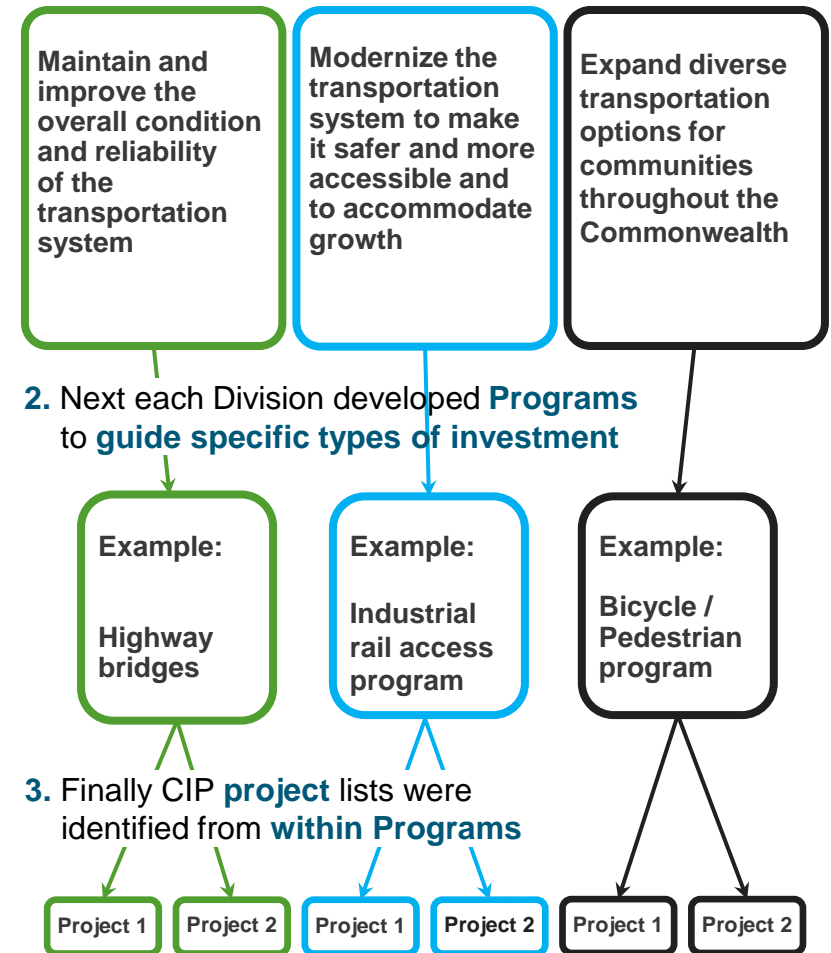 Maintain and
improve the
overall condition
and reliability
of the
transportation
system
Modernize the
transportation
system to make
it safer and more
accessible and
to accommodate
growth
Expand diverse
transportation
options for
communities
throughout the
Commonwealth
2. Next each Division developed Programs
to guide specific types of investment
Example:
Highway
bridges
Example:
Industrial
rail access
program
Example:
Bicycle /
Pedestrian
program
3. Finally CIP project lists were
identified from within Programs
Project 1
Project 2
Project 1
Project 2
Project 1
Project 2